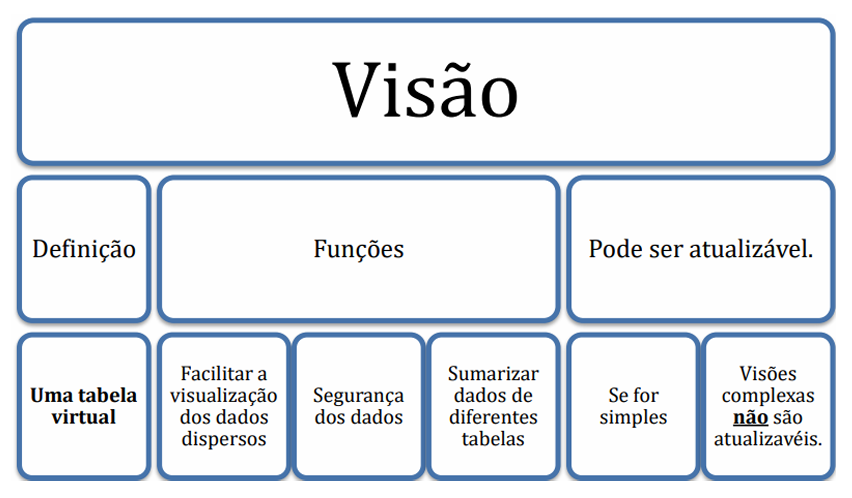 Visão
Definição
Funções
Pode ser atualizável.
Uma tabela
virtual
Facilitar a
visualização
dos dados
dispersos
Segurança
dos dados
Sumarizar
dados de
diferentes
tabelas
Se for
simples
Visões
complexas
não são
atualizavéis.